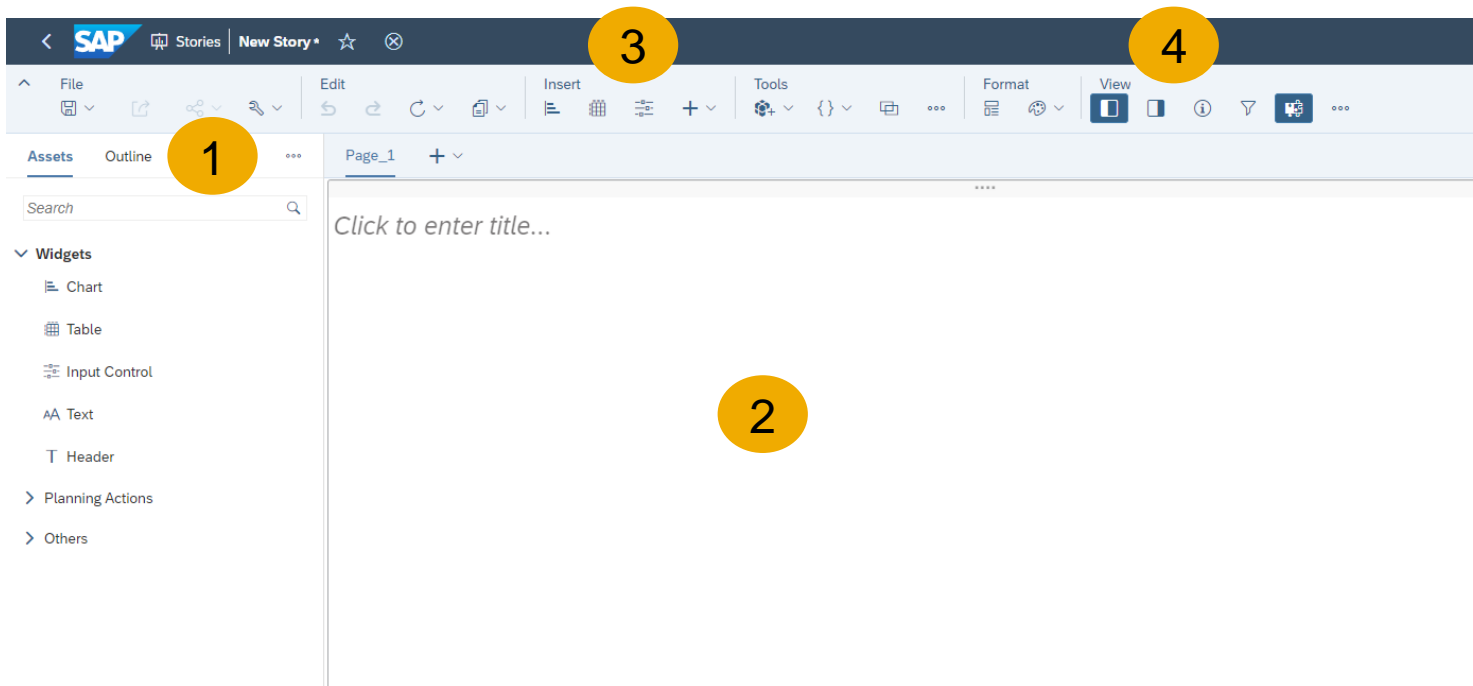 3 4
SAP Stories New Story*
File Edit Insert Tools Format View
Assets Outline 1 Page_1
Search
Click to enter title...
Widgets
Chart
Table
Input Control
AA Text
2
T Header
Planning Actions
Others